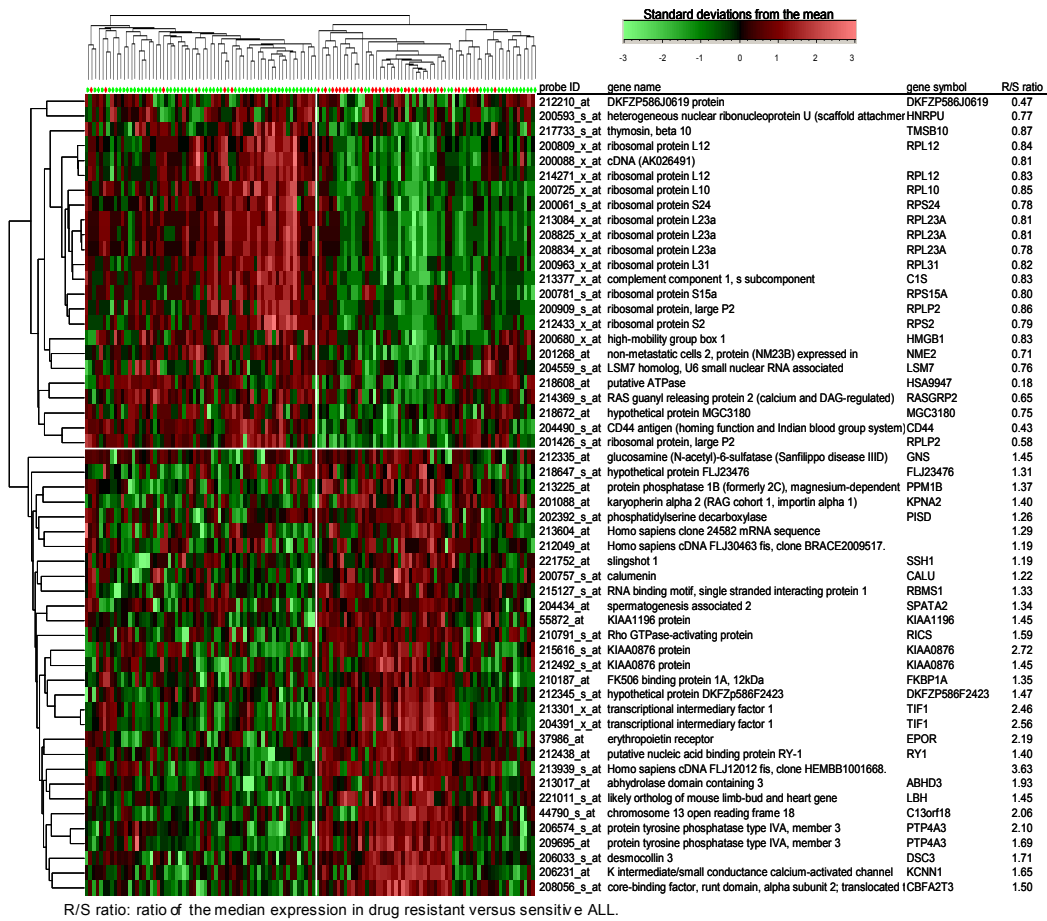 Standard deviations from the mean
-3 -2 -1 0 1 2 3
probe ID gene name gene symbol R/S ratio
212210_at DKFZP586J0619 protein DKFZP586J0619 0.47
200593_s_at heterogeneous nuclear ribonucleoprotein U (scaffold attachmer HNRPU 0.77
217733_s_at thymosin, beta 10 TMSB10 0.87
200809_x_at ribosomal protein L12 RPL12 0.84
200088_x_at cDNA (AK026491) 0.81
214271_x_at ribosomal protein L12 RPL12 0.83
200725_x_at ribosomal protein L10 RPL10 0.85
200061_s_at ribosomal protein S24 RPS24 0.78
213084_x_at ribosomal protein L23a RPL23A 0.81
208825_x_at ribosomal protein L23a RPL23A 0.81
208834_x_at ribosomal protein L23a RPL23A 0.78
200963_x_at ribosomal protein L31 RPL31 0.82
213377_x_at complement component 1, s subcomponent C1S 0.83
200781_s_at ribosomal protein S15a RPS15A 0.80
200909_s_at ribosomal protein, large P2 RPLP2 0.86
212433_x_at ribosomal protein S2 RPS2 0.79
200680_x_at high-mobility group box 1 HMGB1 0.83
201268_at non-metastatic cells 2, protein (NM23B) expressed in NME2 0.71
204559_s_at LSM7 homolog, U6 small nuclear RNA associated LSM7 0.76
218608_at putative ATPase HSA9947 0.18
214369_s_at RAS guanyl releasing protein 2 (calcium and DAG-regulated) RASGRP2 0.65
218672_at hypothetical protein MGC3180 MGC3180 0.75
204490_s_at CD44 antigen (homing function and Indian blood group system) CD44 0.43
201426_s_at ribosomal protein, large P2 RPLP2 0.58
212335_at glucosamine (N-acetyl)-6-sulfatase (Sanfilippo disease IIID) GNS 1.45
218647_s_at hypothetical protein FLJ23476 FLJ23476 1.31
213225_at protein phosphatase 1B (formerly 2C), magnesium-dependent PPM1B 1.37
201088_at karyopherin alpha 2 (RAG cohort 1, importin alpha 1) KPNA2 1.40
202392_s_at phosphatidylserine decarboxylase PISD 1.26
213604_at Homo sapiens clone 24582 mRNA sequence 1.29
212049_at Homo sapiens cDNA FLJ30463 fis, clone BRACE2009517. 1.19
221752_at slingshot 1 SSH1 1.19
200757_s_at calumenin CALU 1.22
215127_s_at RNA binding motif, single stranded interacting protein 1 RBMS1 1.33
204434_at spermatogenesis associated 2 SPATA2 1.34
55872_at KIAA1196 protein KIAA1196 1.45
210791_s_at Rho GTPase-activating protein RICS 1.59
215616_s_at KIAA0876 protein KIAA0876 2.72
212492_s_at KIAA0876 protein KIAA0876 1.45
210187_at FK506 binding protein 1A, 12kDa FKBP1A 1.35
212345_s_at hypothetical protein DKFZp586F2423 DKFZP586F2423 1.47
213301_x_at transcriptional intermediary factor 1 TIF1 2.46
204391_x_at transcriptional intermediary factor 1 TIF1 2.56
37986_at erythropoietin receptor EPOR 2.19
212438_at putative nucleic acid binding protein RY-1 RY1 1.40
213939_s_at Homo sapiens cDNA FLJ12012 fis, clone HEMBB1001668. 3.63
213017_at abhydrolase domain containing 3 ABHD3 1.93
221011_s_at likely ortholog of mouse limb-bud and heart gene LBH 1.45
44790_s_at chromosome 13 open reading frame 18 C13orf18 2.06
206574_s_at protein tyrosine phosphatase type IVA, member 3 PTP4A3 2.10
209695_at protein tyrosine phosphatase type IVA, member 3 PTP4A3 1.69
206033_s_at desmocollin 3 DSC3 1.71
206231_at K intermediate/small conductance calcium-activated channel KCNN1 1.65
208056_s_at core-binding factor, runt domain, alpha subunit 2; translocated t CBFA2T3 1.50
R/S ratio: ratio of the median expression in drug resistant versus sensitive ALL.